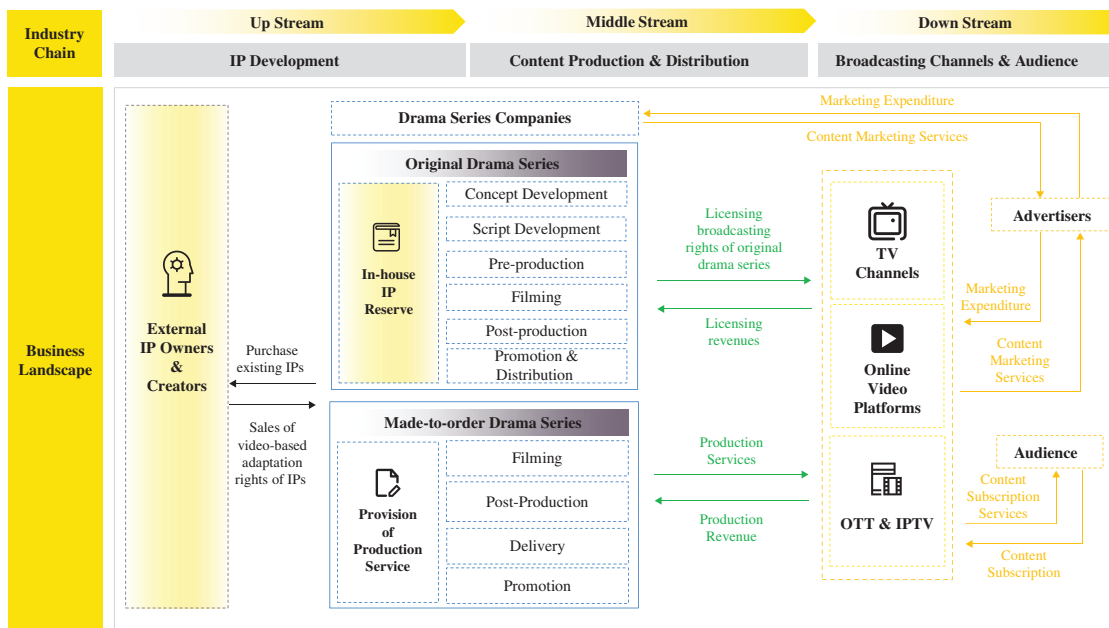 Industry
Chain
Up Stream
Middle Stream
Down Stream
IP Development
Content Production & Distribution
Broadcasting Channels & Audience
Business
Landscape
External
IP Owners
&
Creators
Purchase
existing IPs
Sales of
video-based
adaptation
rights of IPs
Drama Series Companies
Original Drama Series
In-house
IP
Reserve
Concept Development
Script Development
Pre-production
Filming
Post-production
Promotion &
Distribution
Made-to-order Drama Series
Provision
of
Production
Service
Filming
Post-Production
Delivery
Promotion
Licensing
broadcasting
rights of original
drama series
Licensing
revenues
Production
Services
Production
Revenue
TV
Channels
Online
Video
Platforms
OTT & IPTV
Marketing Expenditure
Content Marketing Services
Advertisers
Marketing
Expenditure
Content
Marketing
Services
Audience
Content
Subscription
Services
Content
Subscription